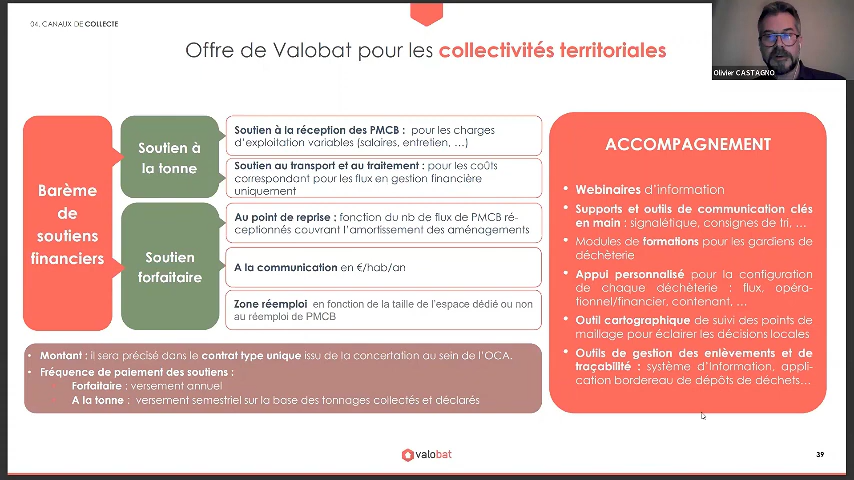 04. CANAUX DE COLLECTE
Offre de Valobat pour les collectivités territoriales
Olivier CASTAGNO
Barème
de
soutiens
financiers
Soutien à
la tonne
Soutien à la réception des PMCB : pour les charges
d'exploitation variables (salaires, entretien, ...)
Soutien au transport et au traitement : pour les coûts
correspondant pour les flux en gestion financière
uniquement
Soutien
forfaitaire
Au point de reprise : fonction du nb de flux de PMCB ré-
ceptionnés couvrant l'amortissement des aménagements
A la communication en €/hab/an
Zone réemploi en fonction de la taille de l'espace dédié ou non
au réemploi de PMCB
• Montant : il sera précisé dans le contrat type unique issu de la concertation au sein de l'OCA.
• Fréquence de paiement des soutiens :
Forfaitaire : versement annuel
A la tonne : versement semestriel sur la base des tonnages collectés et déclarés
ACCOMPAGNEMENT
• Webinaires d'information
• Supports et outils de communication clés
en main : signalétique, consignes de tri, ...
• Modules de formations pour les gardiens de
déchèterie
• Appui personnalisé pour la configuration
de chaque déchèterie : flux, opéra-
tionnel/financier, contenant, ...
• Outil cartographique de suivi des points de
maillage pour éclairer les décisions locales
• Outils de gestion des enlèvements et de
traçabilité : système d'Information, appli-
cation bordereau de dépôts de déchets...
valobat
39